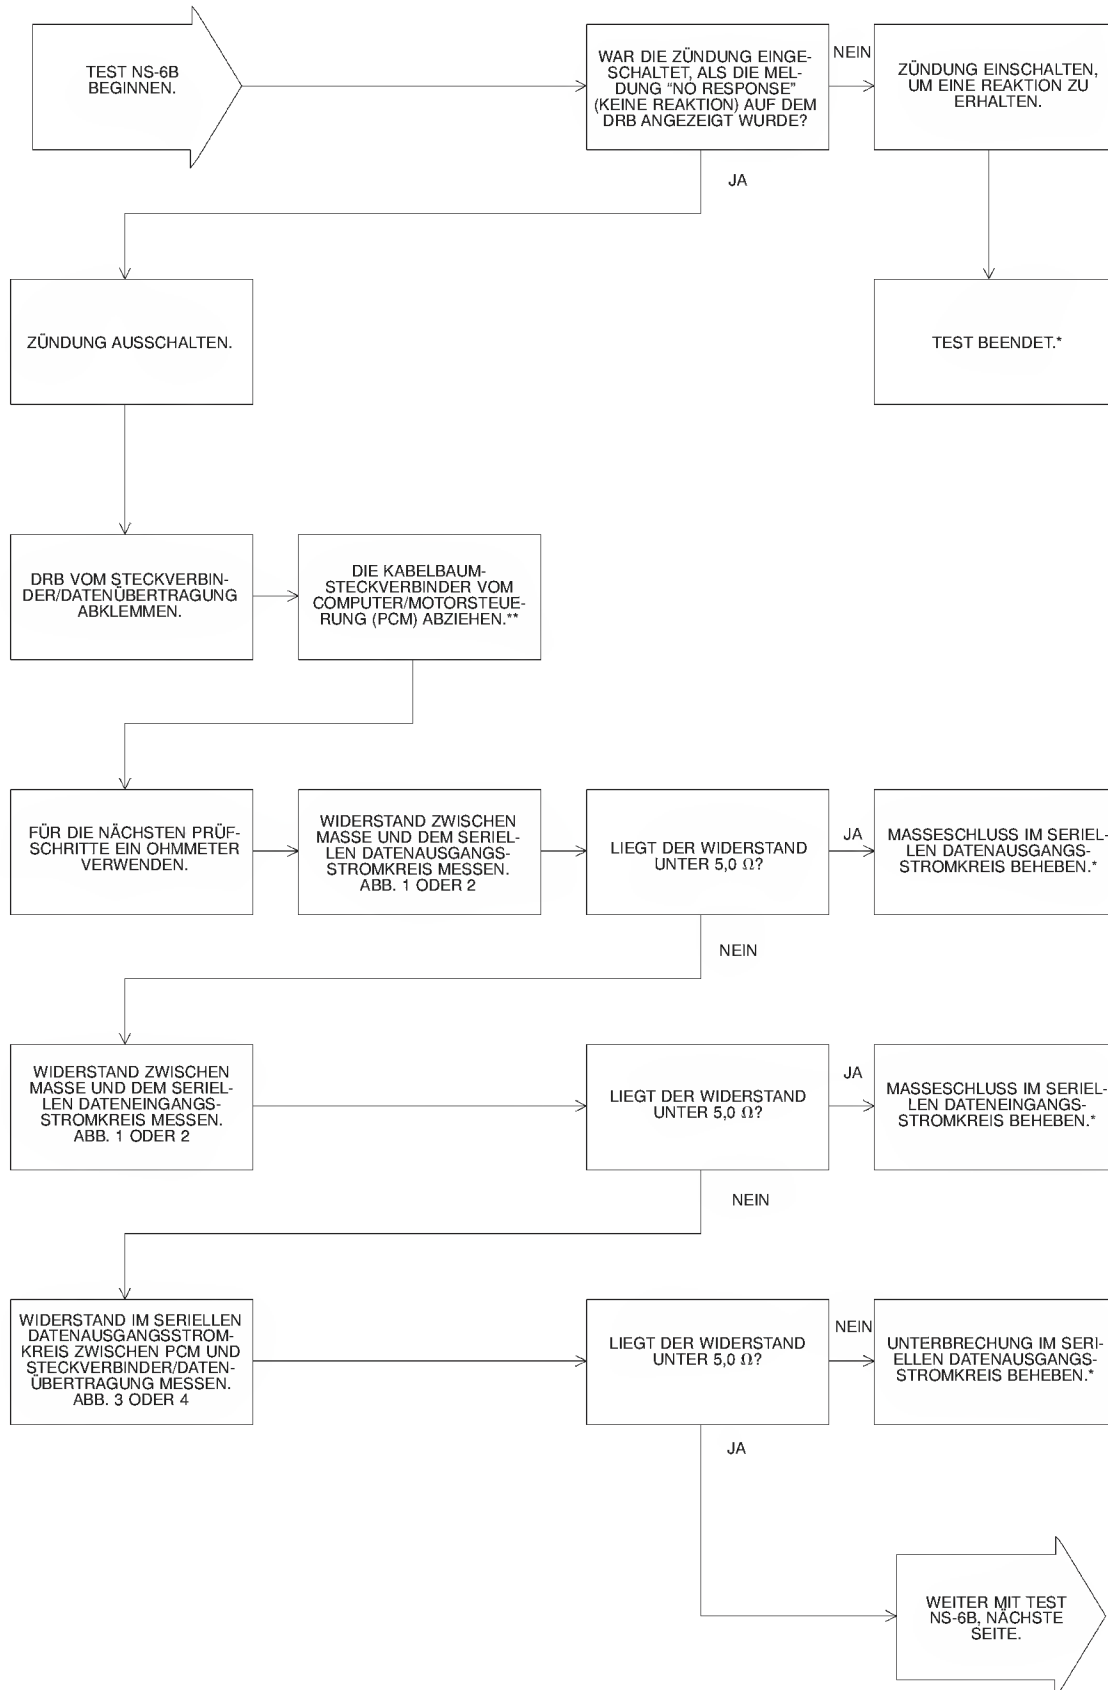 TEST NS-6B
BEGINNEN.
WAR DIE ZÜNDUNG EINGE-
SCHALTET, ALS DIE MEL-
DUNG "NO RESPONSE"
(KEINE REAKTION) AUF DEM
DRB ANGEZEIGT WURDE?
NEIN
ZÜNDUNG EINSCHALTEN,
UM EINE REAKTION ZU
ERHALTEN.
JA
ZÜNDUNG AUSSCHALTEN.
TEST BEENDET.*
DRB VOM STECKVERBIN-
DER/DATENÜBERTRAGUNG
ABKLEMMEN.
DIE KABELBAUM-
STECKVERBINDER VOM
COMPUTER/MOTORSTEUE-
RUNG (PCM) ABZIEHEN.**
FÜR DIE NÄCHSTEN PRÜF-
SCHRITTE EIN OHMMETER
VERWENDEN.
WIDERSTAND ZWISCHEN
MASSE UND DEM SERIEL-
LEN DATENAUSGANGS-
STROMKREIS MESSEN.
ABB. 1 ODER 2
LIEGT DER WIDERSTAND
UNTER 5,0 Ω?
JA
MASSESCHLUSS IM SERIEL-
LEN DATENAUSGANGS-
STROMKREIS BEHEBEN.*
NEIN
WIDERSTAND ZWISCHEN
MASSE UND DEM SERIEL-
LEN DATENEINGANGS-
STROMKREIS MESSEN.
ABB. 1 ODER 2
LIEGT DER WIDERSTAND
UNTER 5,0 Ω?
JA
MASSESCHLUSS IM SERIEL-
LEN DATENEINGANGS-
STROMKREIS BEHEBEN.*
NEIN
WIDERSTAND IM SERIELLEN
DATENAUSGANGSSTROM-
KREIS ZWISCHEN PCM UND
STECKVERBINDER/DATEN-
ÜBERTRAGUNG MESSEN.
ABB. 3 ODER 4
LIEGT DER WIDERSTAND
UNTER 5,0 Ω?
NEIN
UNTERBRECHUNG IM SERI-
ELLEN DATENAUSGANGS-
STROMKREIS BEHEBEN.*
JA
WEITER MIT TEST
NS-6B, NÄCHSTE
SEITE.